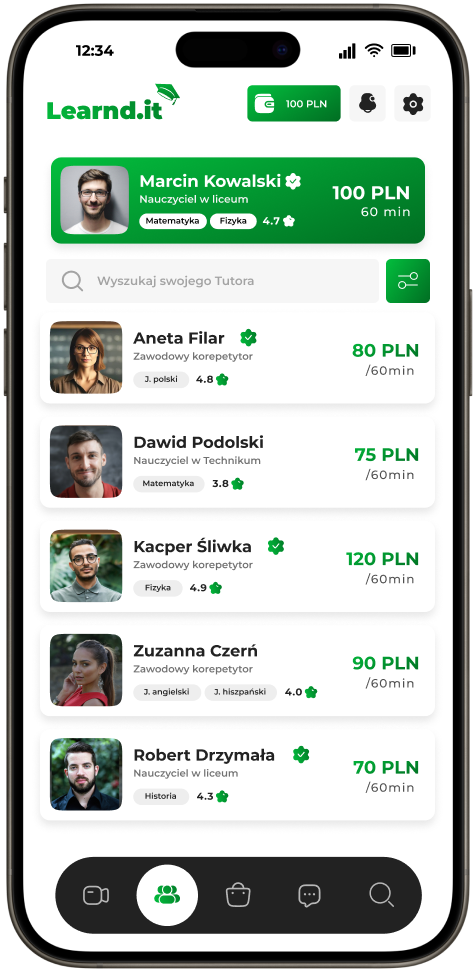 12:34
Learnd.it
100 PLN
Marcin Kowalski
Nauczyciel w liceum
Matematyka Fizyka 4.7
100 PLN
60 min
Wyszukaj swojego Tutora
Aneta Filar
Zawodowy korepetytor
J. polski 4.8
80 PLN
/60min
Dawid Podolski
Nauczyciel w Technikum
Matematyka 3.8
75 PLN
/60min
Kacper Śliwka
Zawodowy korepetytor
Fizyka 4.9
120 PLN
/60min
Zuzanna Czerń
Zawodowy korepetytor
J. angielski J. hiszpański 4.0
90 PLN
/60min
Robert Drzymała
Nauczyciel w liceum
Historia 4.3
70 PLN
/60min